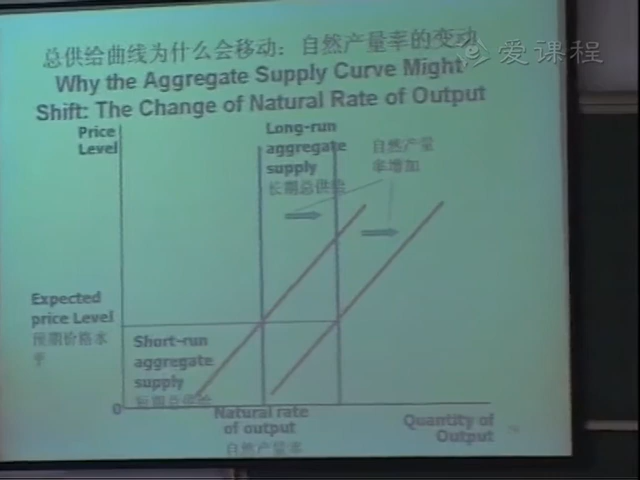 总供给曲线为什么会移动：自然产量率的变动
爱课程
Why the Aggregate Supply Curve Might
Shift: The Change of Natural Rate of Output
Price
Level
Long-run
aggregate
supply
长期总供给
自然产量
率增加
Expected
price Level
预期价格水
平
Short-run
aggregate
supply
短期总供给
0
Natural rate
of output
自然产量率
Quantity of
Output